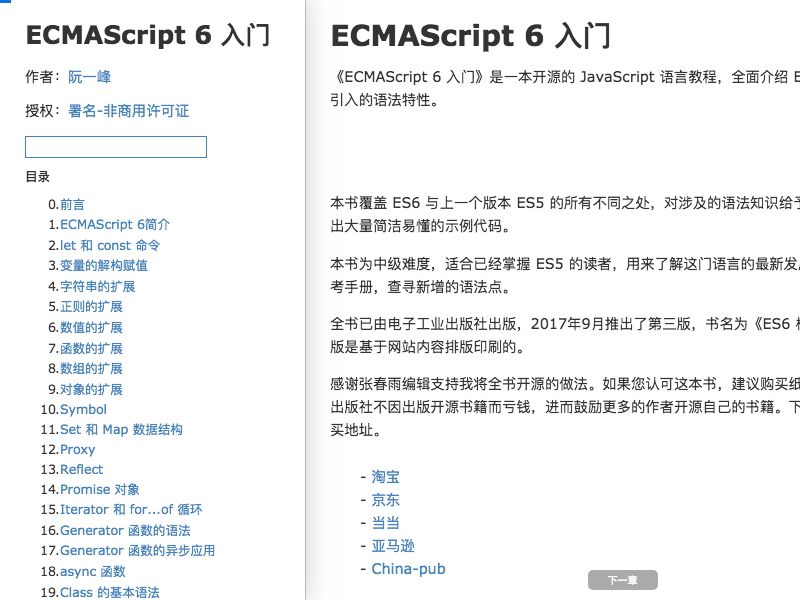 ECMAScript 6 入门
作者：阮一峰
授权：署名-非商用许可证
目录
0.前言
1.ECMAScript 6简介
2.let 和 const 命令
3.变量的解构赋值
4.字符串的扩展
5.正则的扩展
6.数值的扩展
7.函数的扩展
8.数组的扩展
9.对象的扩展
10.Symbol
11.Set 和 Map 数据结构
12.Proxy
13.Reflect
14.Promise 对象
15.Iterator 和 for...of 循环
16.Generator 函数的语法
17.Generator 函数的异步应用
18.async 函数
19.Class 的基本语法
ECMAScript 6 入门
《ECMAScript 6 入门》是一本开源的 JavaScript 语言教程，全面介绍 E
引入的语法特性。
本书覆盖 ES6 与上一个版本 ES5 的所有不同之处，对涉及的语法知识给予
出大量简洁易懂的示例代码。
本书为中级难度，适合已经掌握 ES5 的读者，用来了解这门语言的最新发
考手册，查寻新增的语法点。
全书已由电子工业出版社出版，2017年9月推出了第三版，书名为《ES6
版是基于网站内容排版印刷的。
感谢张春雨编辑支持我将全书开源的做法。如果您认可这本书，建议购买纸
出版社不因出版开源书籍而亏钱，进而鼓励更多的作者开源自己的书籍。下
买地址。
- 淘宝
- 京东
- 当当
- 亚马逊
- China-pub
下一章